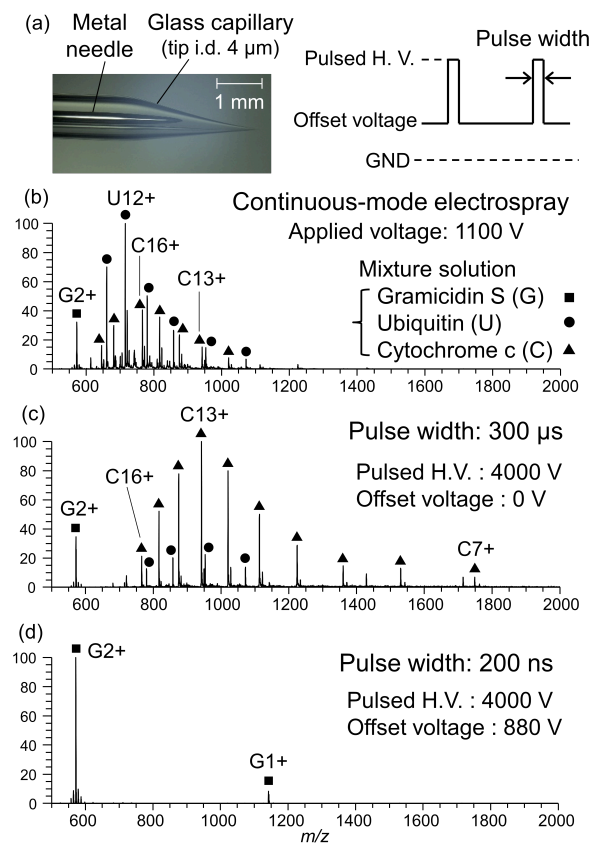 (a)
Metal
needle
Glass capillary
(tip i.d. 4 µm)
1 mm
Pulse width
Pulsed H. V.
Offset voltage
GND
(b)
Continuous-mode electrospray
Applied voltage: 1100 V
Mixture solution
Gramicidin S (G) ■
Ubiquitin (U) ●
Cytochrome c (C) ▲
U12+
C16+
C13+
G2+
100
80
60
40
20
0
600 800 1000 1200 1400 1600 1800 2000
(c)
Pulse width: 300 µs
Pulsed H.V. : 4000 V
Offset voltage : 0 V
C13+
C16+
G2+
C7+
100
80
60
40
20
0
600 800 1000 1200 1400 1600 1800 2000
(d)
Pulse width: 200 ns
Pulsed H.V. : 4000 V
Offset voltage : 880 V
G2+
G1+
100
80
60
40
20
0
600 800 1000 1200 1400 1600 1800 2000
m/z